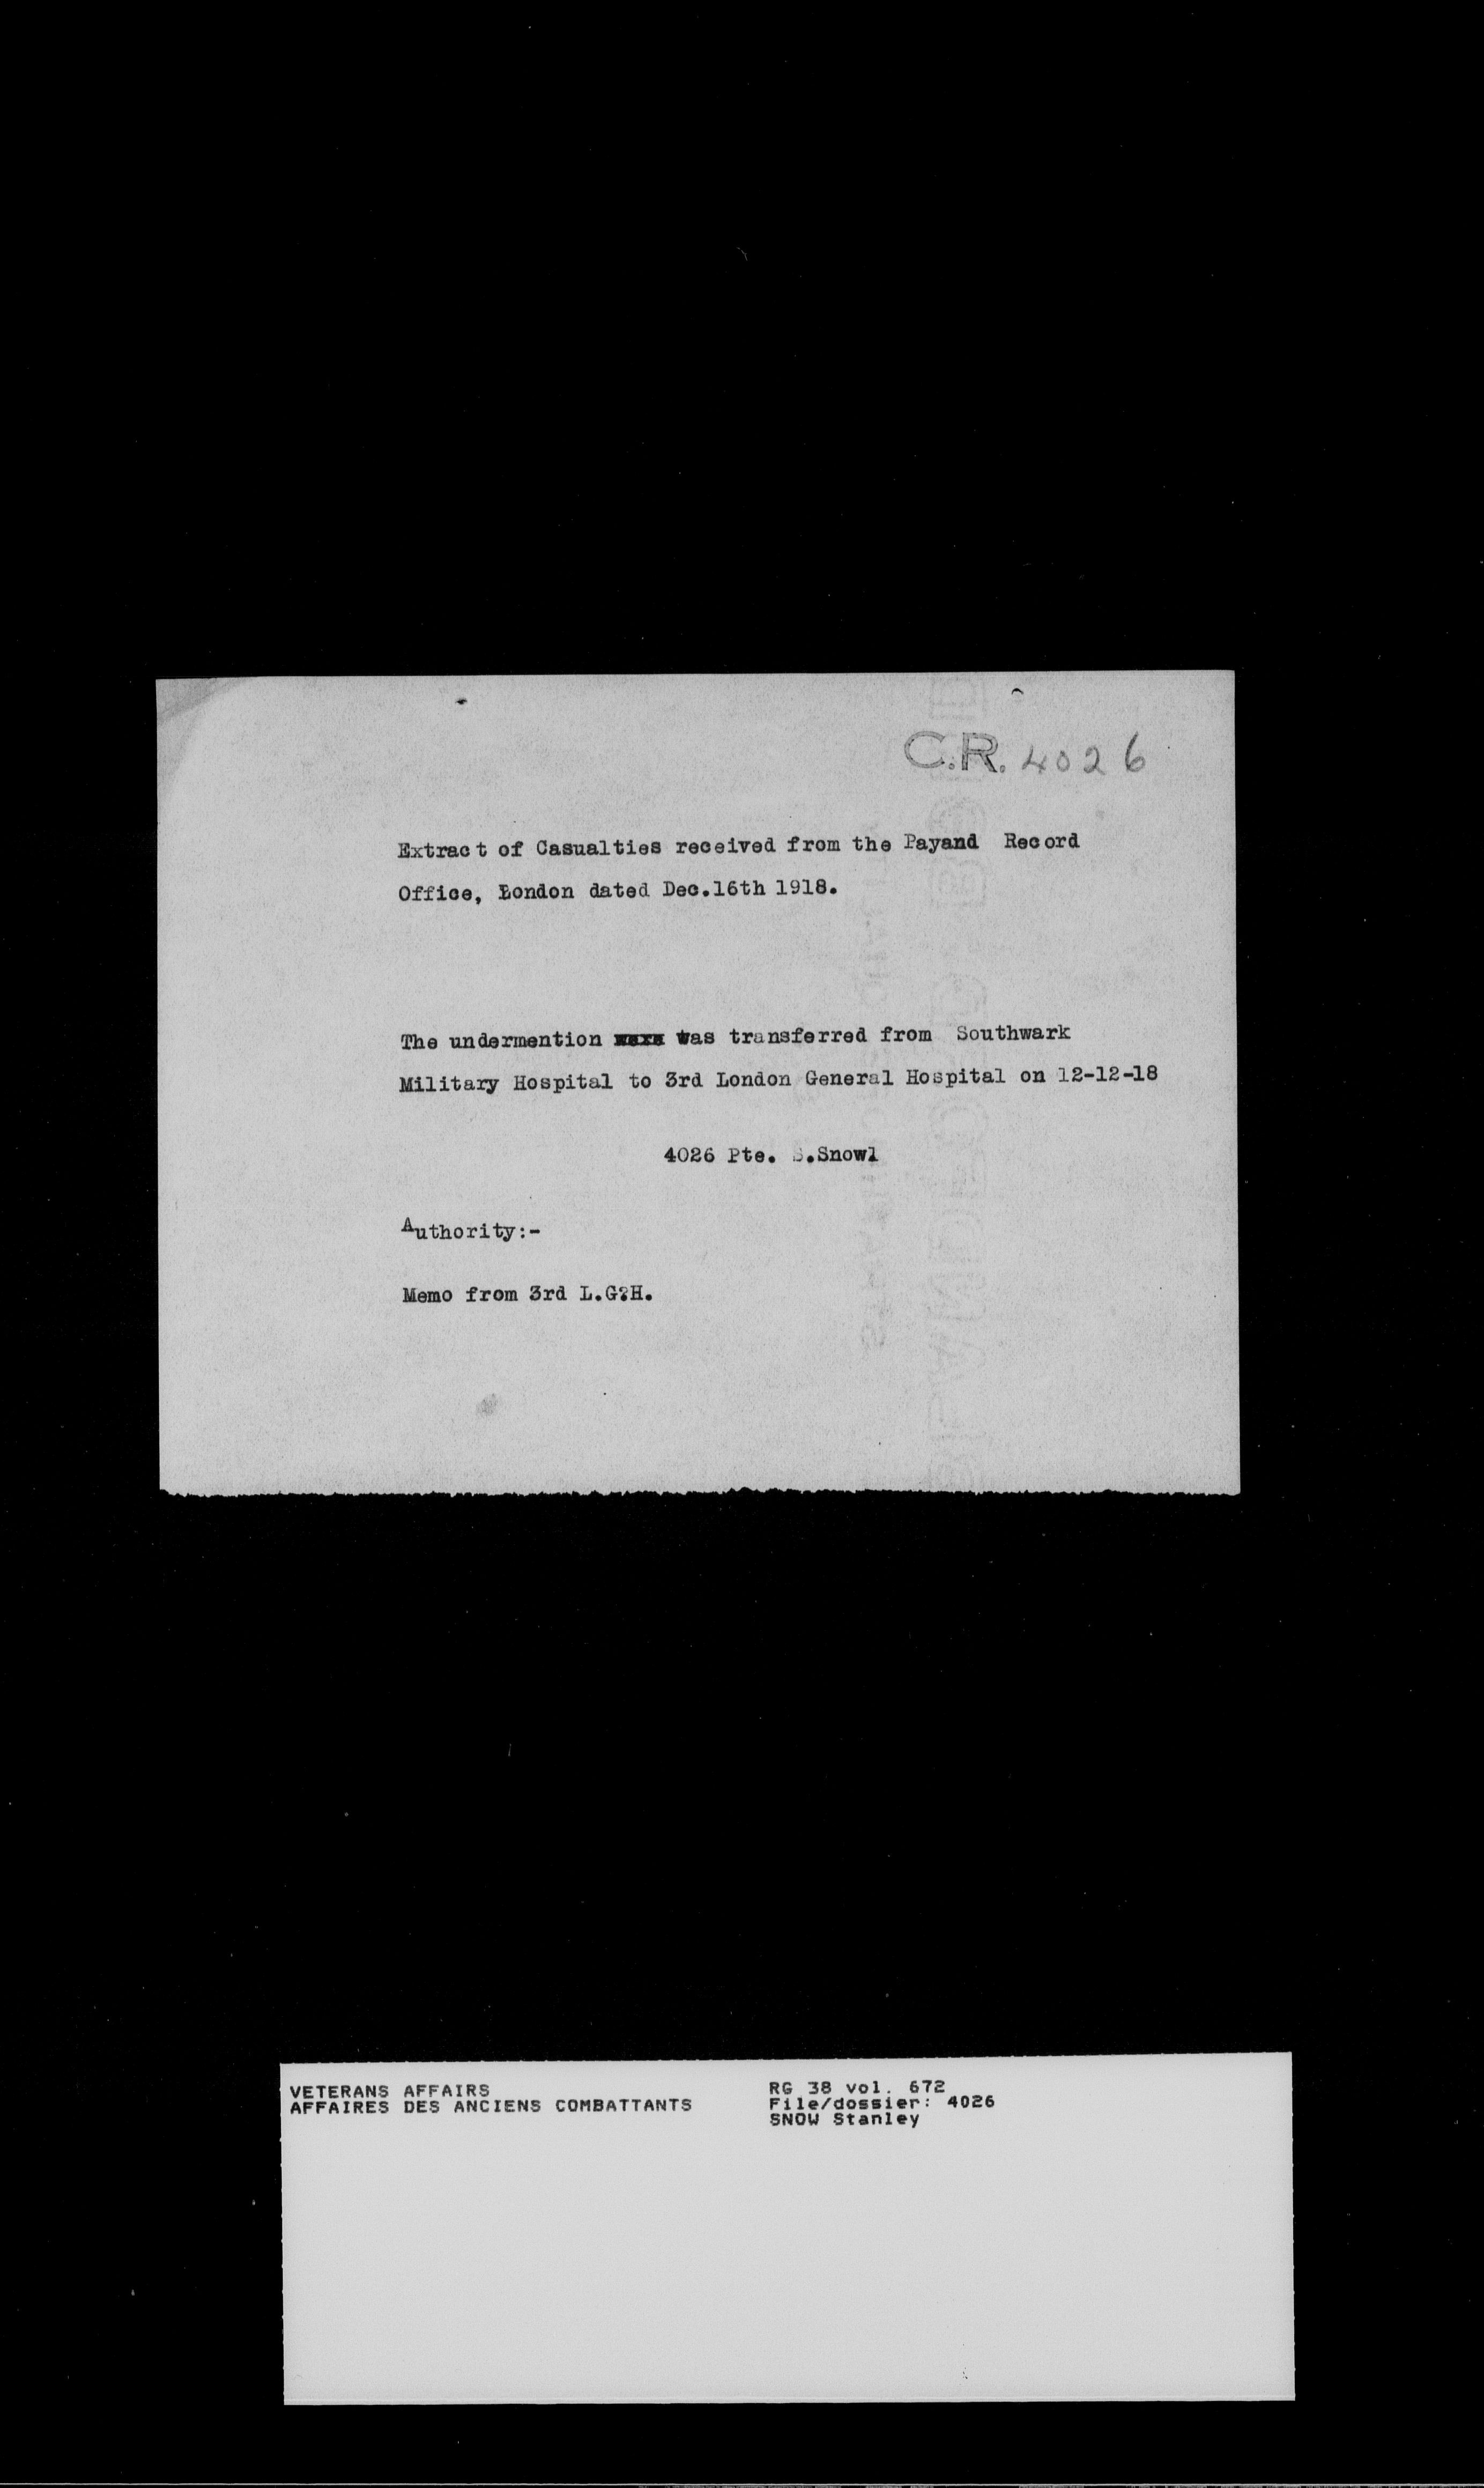 C.R. 4026
Extract of Casualties received from the Payand Record
Office, London dated Dec.16th 1918.
The undermention was transferred from Southwark
Military Hospital to 3rd London General Hospital on 12-12-18
4026 Pte. S.Snowl
Authority:-
Memo from 3rd L.G?H.
VETERANS AFFAIRS
AFFAIRES DES ANCIENS COMBATTANTS
RG 38 vol. 672
File/dossier: 4026
SNOW Stanley